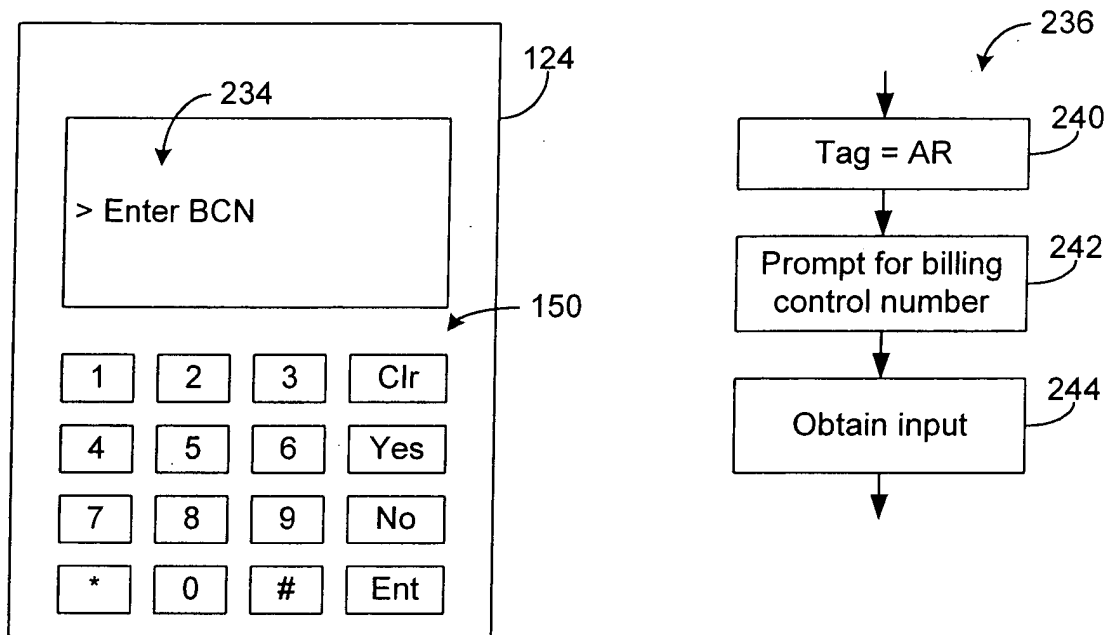 124
234
> Enter BCN
150
1 2 3 Clr
4 5 6 Yes
7 8 9 No
* 0 # Ent
236
240
Tag = AR
242
Prompt for billing
control number
244
Obtain input